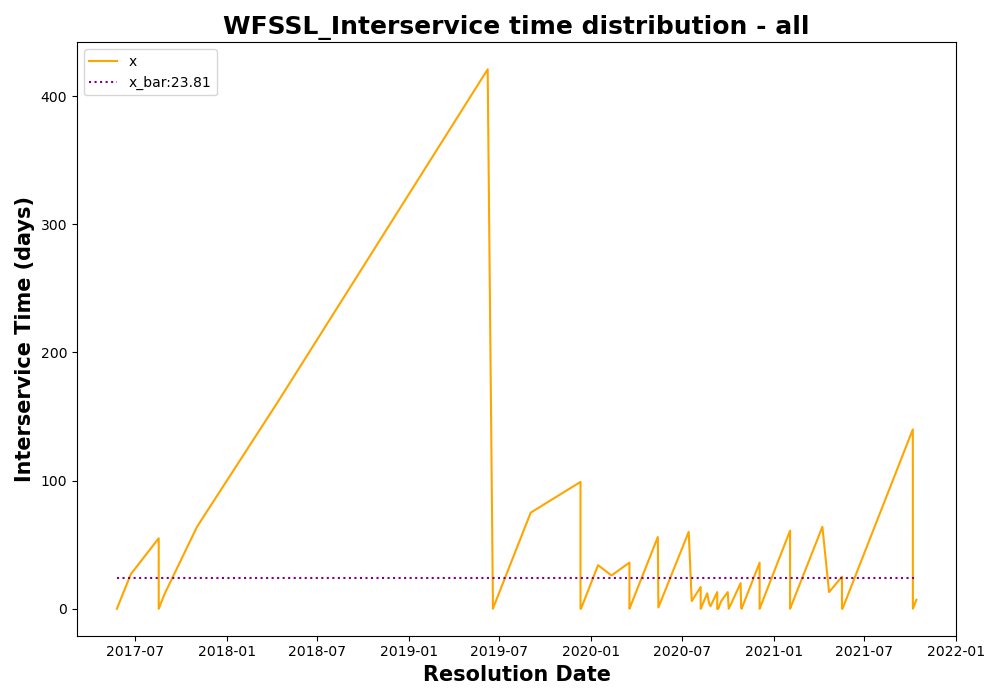 WFSSL_Interservice time distribution - all
x
x_bar:23.81
Interservice Time (days)
400
300
200
100
0
2017-07 2018-01 2018-07 2019-01 2019-07 2020-01 2020-07 2021-01 2021-07 2022-01
Resolution Date